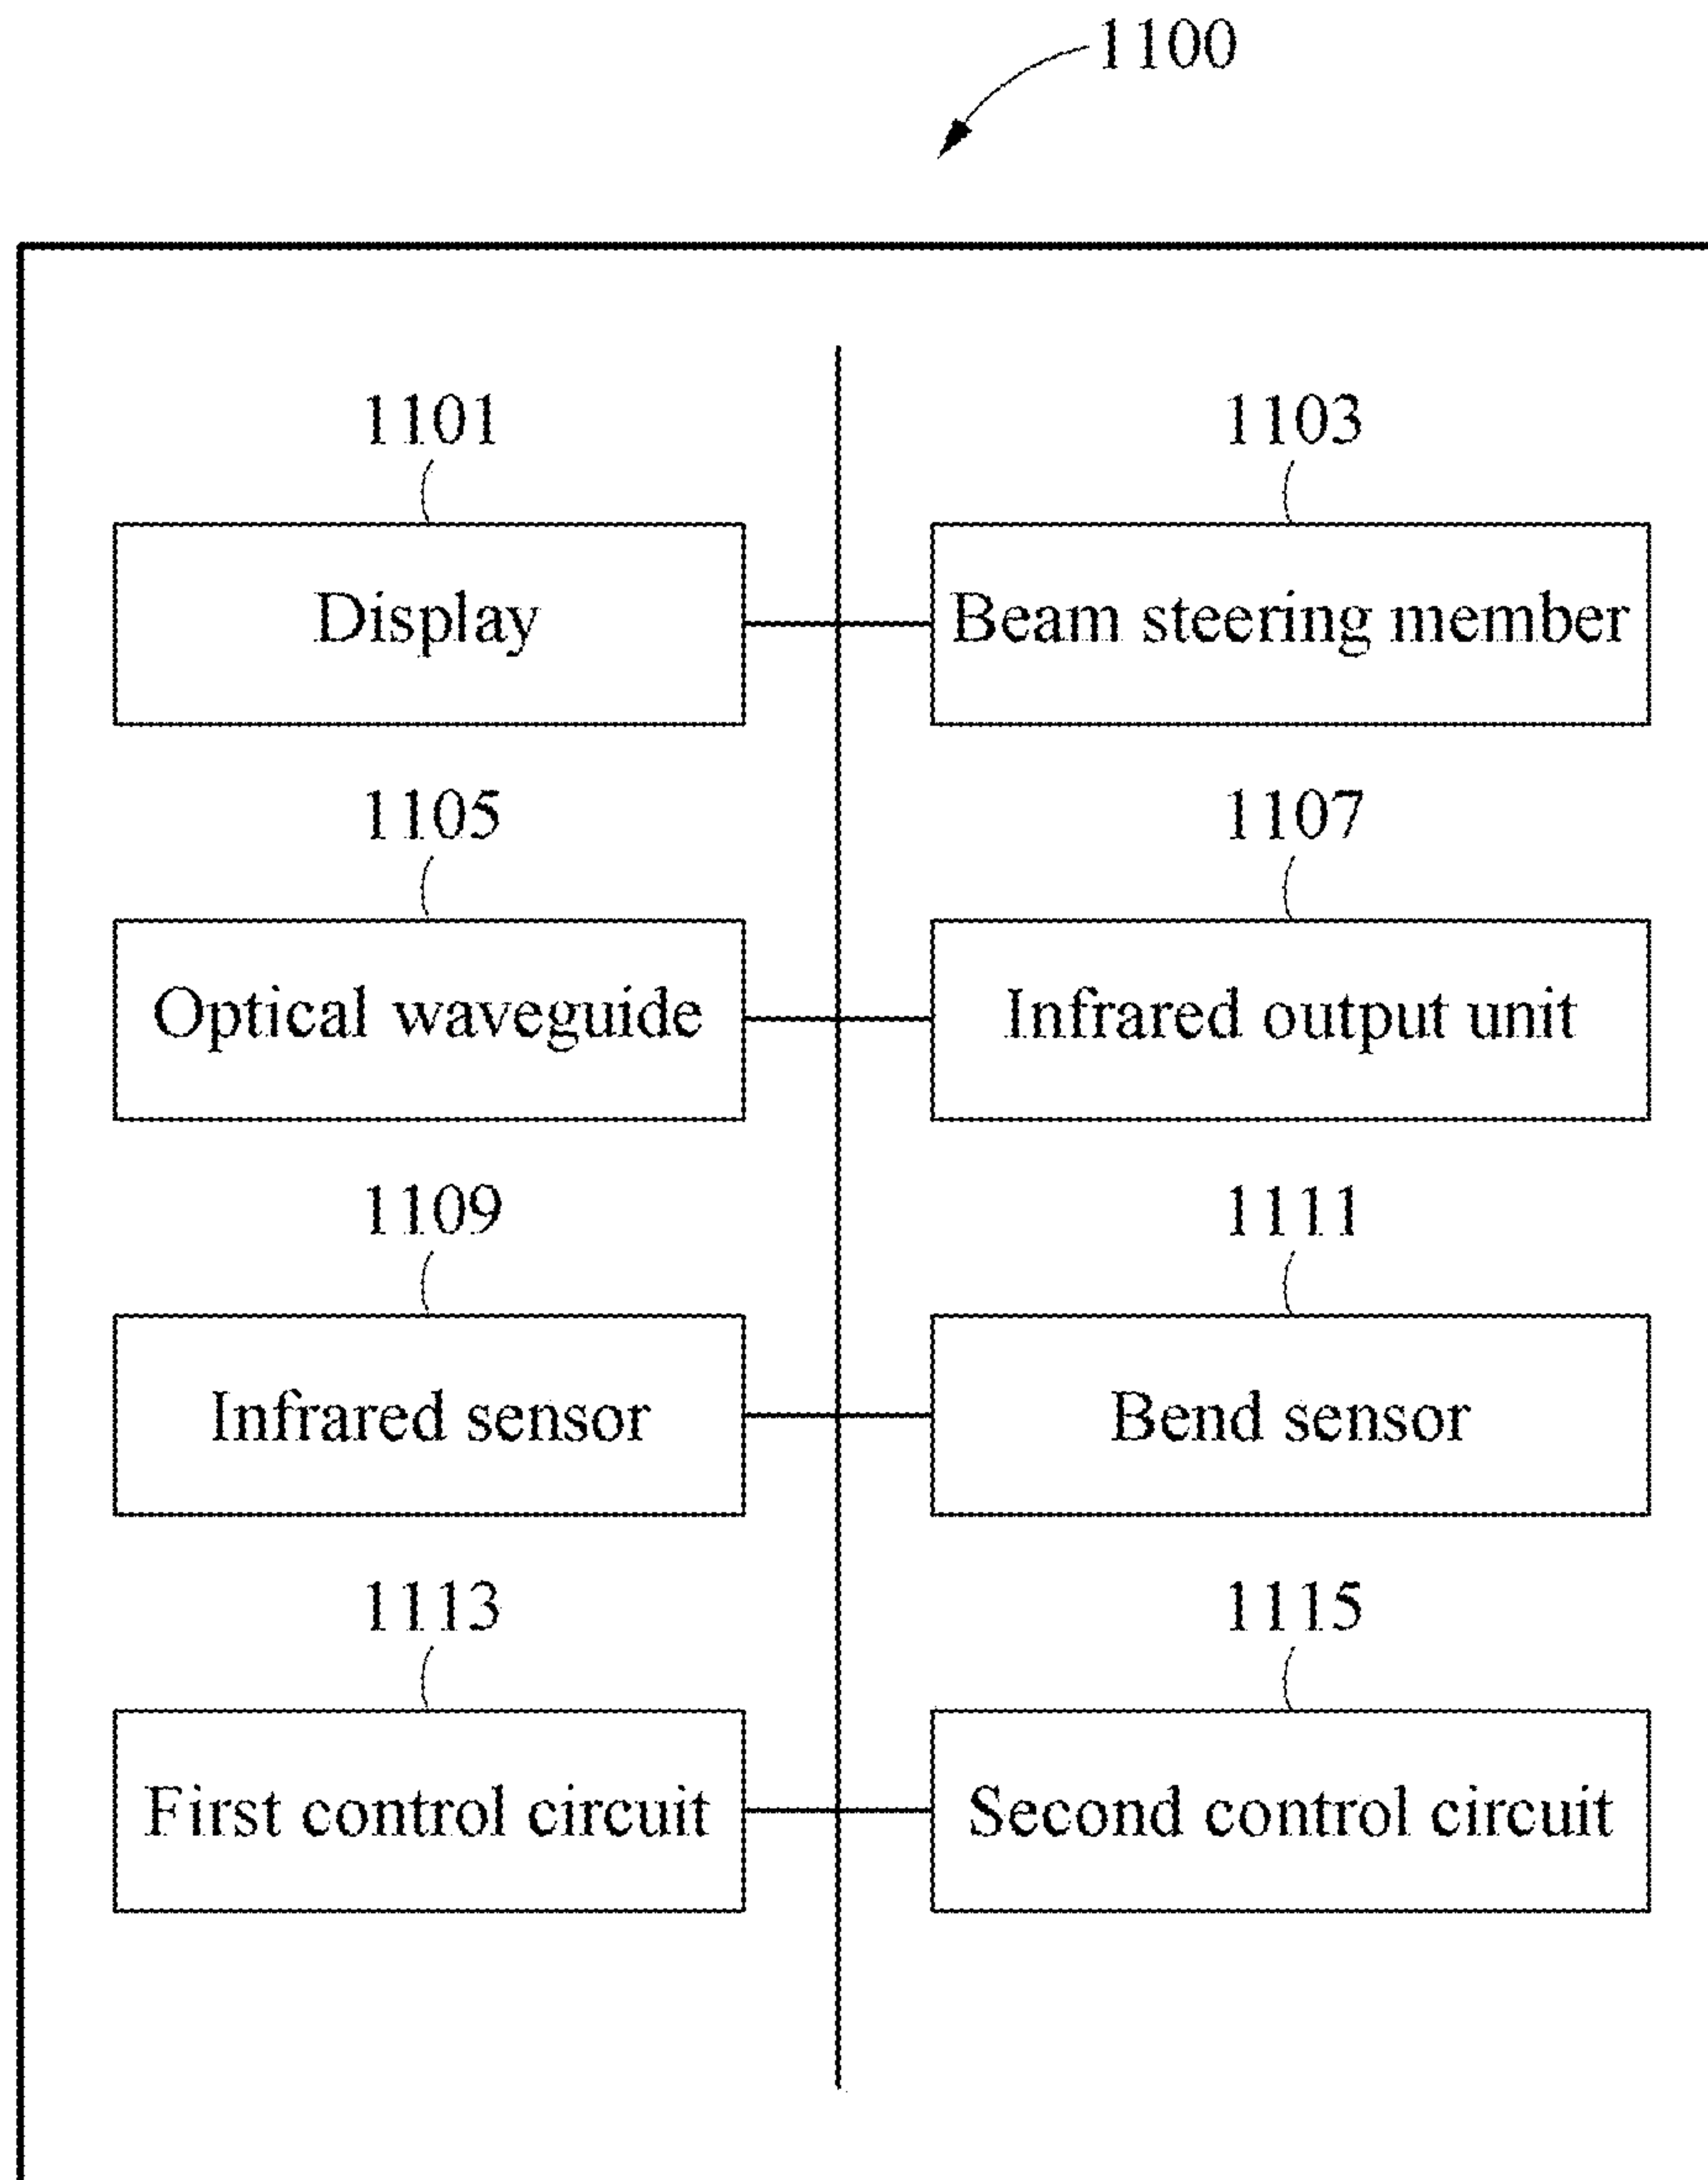 1100
1101
1103
Display
Beam steering member
1105
1107
Optical waveguide
Infrared output unit
1109
1111
Infrared sensor
Bend sensor
1113
1115
First control circuit
Second control circuit